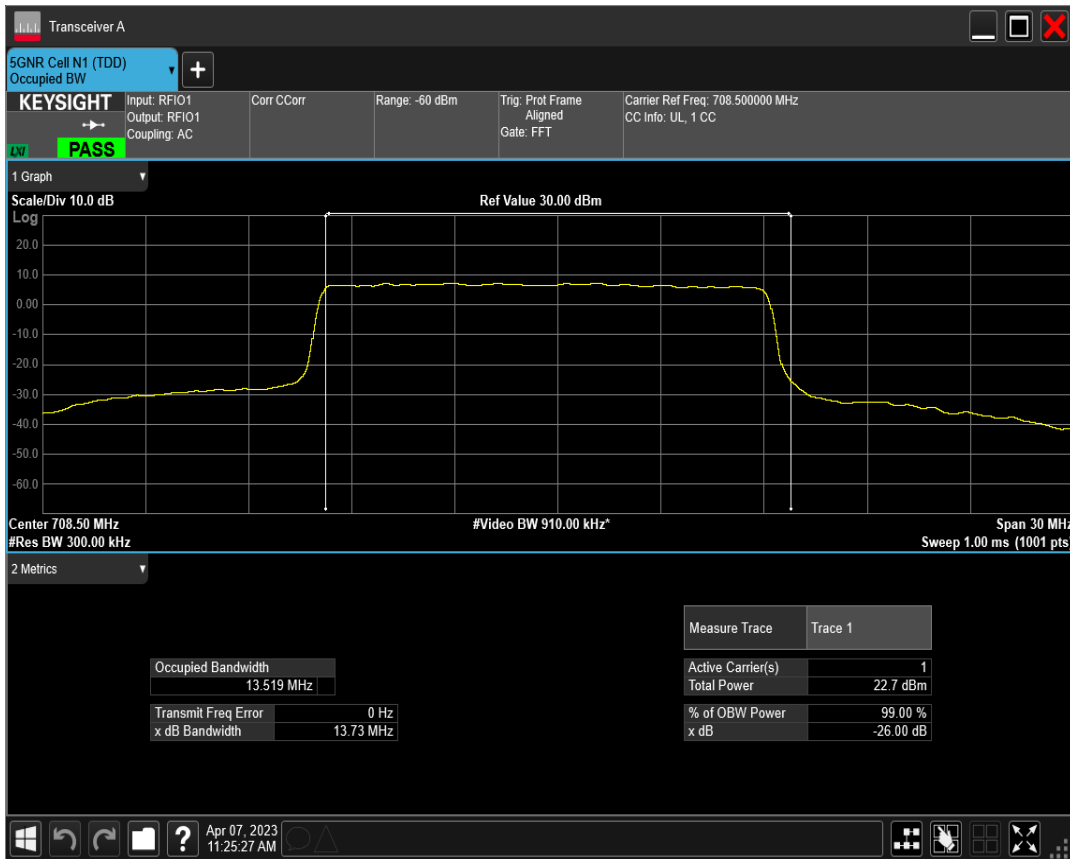 Transceiver A
5GNR Cell N1 (TDD)
Occupied BW
KEYSIGHT
LXI
PASS
Input: RFIO1
Output: RFIO1
Coupling: AC
Corr CCorr
Range: -60 dBm
Trig: Prot Frame
Aligned
Gate: FFT
Carrier Ref Freq: 708.500000 MHz
CC Info: UL, 1 CC
1 Graph
Scale/Div 10.0 dB
Ref Value 30.00 dBm
Log
20.0
10.0
0.00
-10.0
-20.0
-30.0
-40.0
-50.0
-60.0
Center 708.50 MHz
#Video BW 910.00 kHz*
Span 30 MHz
#Res BW 300.00 kHz
Sweep 1.00 ms (1001 pts)
2 Metrics
Measure Trace Trace 1
Occupied Bandwidth
13.519 MHz
Active Carrier(s) 1
Total Power 22.7 dBm
Transmit Freq Error 0 Hz
x dB Bandwidth 13.73 MHz
% of OBW Power 99.00 %
x dB -26.00 dB
?
Apr 07, 2023
11:25:27 AM